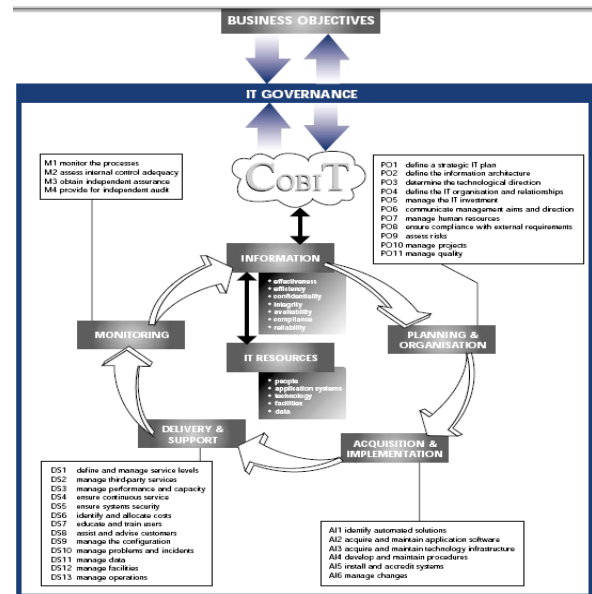 BUSINESS OBJECTIVES
IT GOVERNANCE
COBIT
M1 monitor the processes
M2 assess internal control adequacy
M3 obtain independent assurance
M4 provide for independent audit
PO1 define a strategic IT plan
PO2 define the information architecture
PO3 determine the technological direction
PO4 define the IT organisation and relationships
PO5 manage the IT investment
PO6 communicate management aims and direction
PO7 manage human resources
PO8 ensure compliance with external requirements
PO9 assess risks
PO10 manage projects
PO11 manage quality
INFORMATION
• effectiveness
• efficiency
• confidentiality
• integrity
• availability
• compliance
• reliability
MONITORING
PLANNING &
ORGANISATION
IT RESOURCES
• people
• application systems
• technology
• facilities
• data
DELIVERY &
SUPPORT
ACQUISITION &
IMPLEMENTATION
DS1 define and manage service levels
DS2 manage third-party services
DS3 manage performance and capacity
DS4 ensure continuous service
DS5 ensure systems security
DS6 identify and allocate costs
DS7 educate and train users
DS8 assist and advise customers
DS9 manage the configuration
DS10 manage problems and incidents
DS11 manage data
DS12 manage facilities
DS13 manage operations
AI1 identify automated solutions
AI2 acquire and maintain application software
AI3 acquire and maintain technology infrastructure
AI4 develop and maintain procedures
AI5 install and accredit systems
AI6 manage changes